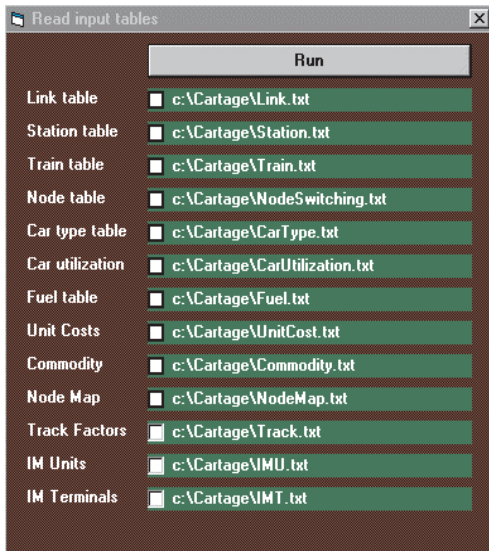 Read input tables
Run
Link table c:\Cartage\Link.txt
Station table c:\Cartage\Station.txt
Train table c:\Cartage\Train.txt
Node table c:\Cartage\NodeSwitching.txt
Car type table c:\Cartage\CarType.txt
Car utilization c:\Cartage\CarUtilization.txt
Fuel table c:\Cartage\Fuel.txt
Unit Costs c:\Cartage\UnitCost.txt
Commodity c:\Cartage\Commodity.txt
Node Map c:\Cartage\NodeMap.txt
Track Factors c:\Cartage\Track.txt
IM Units c:\Cartage\IMU.txt
IM Terminals c:\Cartage\IMT.txt